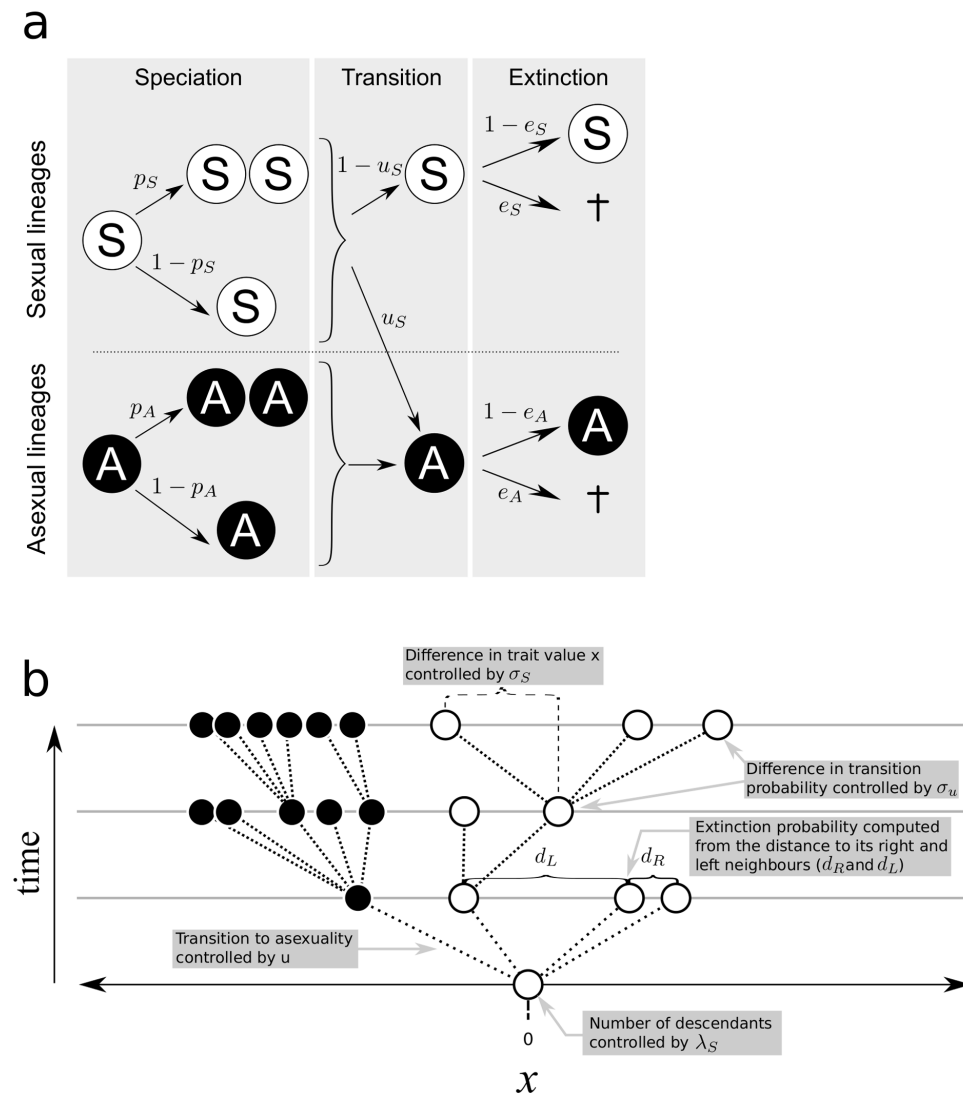 a
Speciation
Transition
Extinction
Sexual lineages
Asexual lineages
S
p_S
S S
1 − p_S
S
1 − u_S
S
u_S
1 − e_S
S
e_S
†
A
p_A
A A
1 − p_A
A
A
1 − e_A
A
e_A
†
b
Difference in trait value x
controlled by σ_S
Difference in transition
probability controlled by σ_u
Extinction probability computed
from the distance to its right and
left neighbours (d_R and d_L)
d_L
d_R
time
Transition to asexuality
controlled by u
Number of descendants
controlled by λ_S
0
x